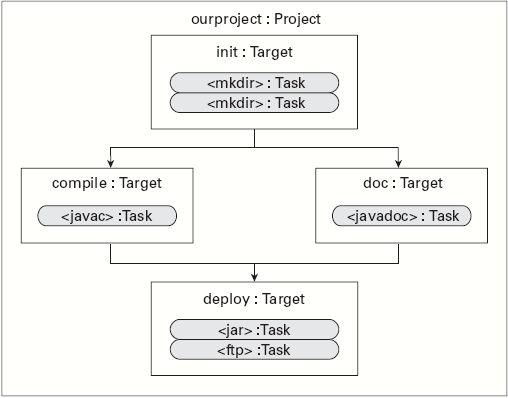 ourproject : Project
init : Target
<mkdir> : Task
<mkdir> : Task
compile : Target
<javac> :Task
doc : Target
<javadoc> : Task
deploy : Target
<jar> :Task
<ftp> :Task